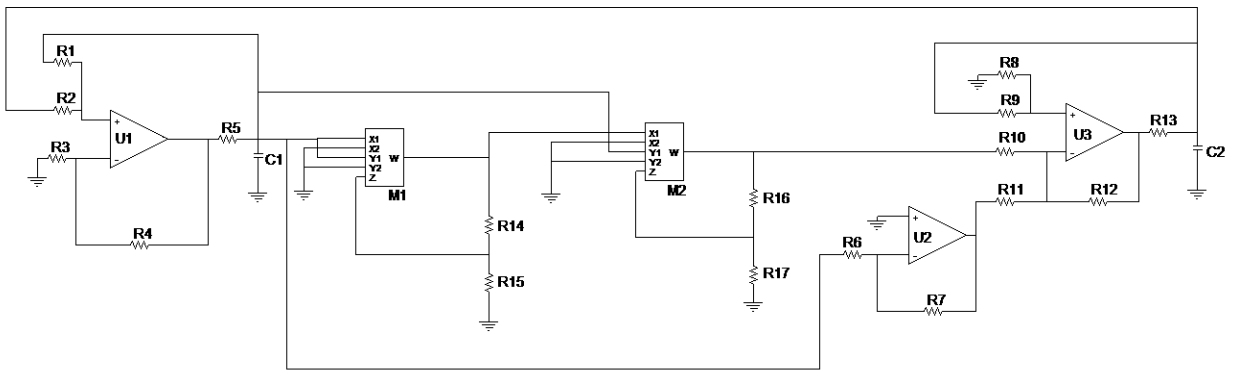 R1
R2
R3
R4
U1
+
-
R5
C1
X1
X2
Y1
Y2
Z
W
M1
R14
R15
X1
X2
Y1
Y2
Z
W
M2
R16
R17
R6
R7
U2
+
-
R8
R9
R10
R11
R12
U3
+
-
R13
C2